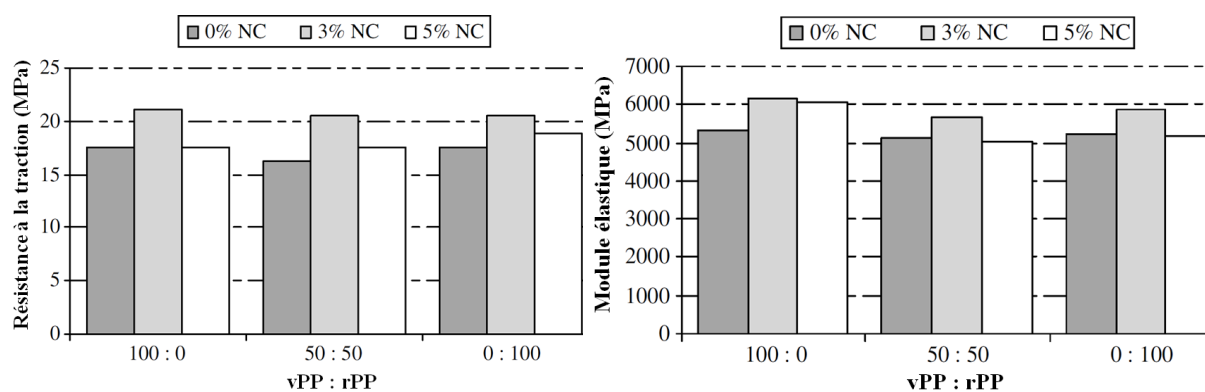 0% NC 3% NC 5% NC
Résistance à la traction (MPa)
25
20
15
10
5
0
100 : 0 50 : 50 0 : 100
vPP : rPP
0% NC 3% NC 5% NC
Module élastique (MPa)
7000
6000
5000
4000
3000
2000
1000
0
100 : 0 50 : 50 0 : 100
vPP : rPP